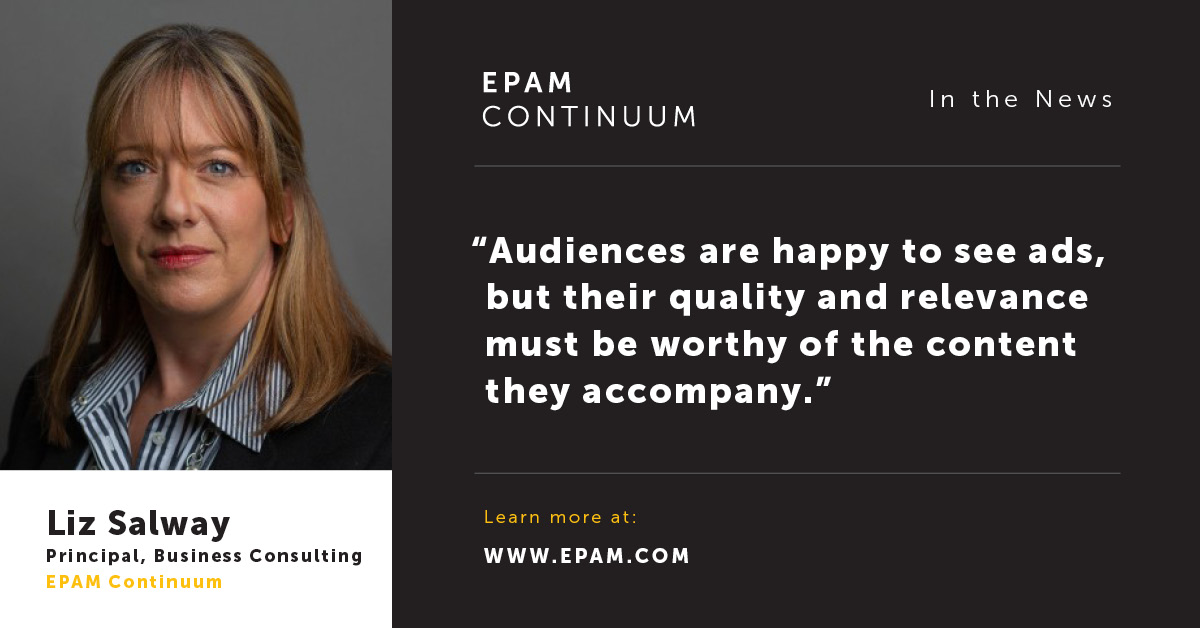 EPAM
CONTINUUM
In the News
“Audiences are happy to see ads,
but their quality and relevance
must be worthy of the content
they accompany.”
Liz Salway
Principal, Business Consulting
EPAM Continuum
Learn more at:
WWW.EPAM.COM